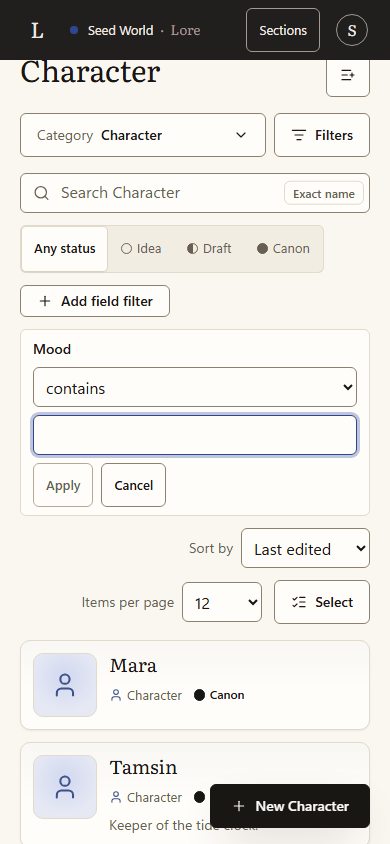 L Seed World · Lore Sections S
Character
Category Character Filters
Search Character Exact name
Any status Idea Draft Canon
Add field filter
Mood
contains
Apply Cancel
Sort by Last edited
Items per page 12 Select
Mara
Character Canon
Tamsin
Character
New Character
Keeper of the tide clock.